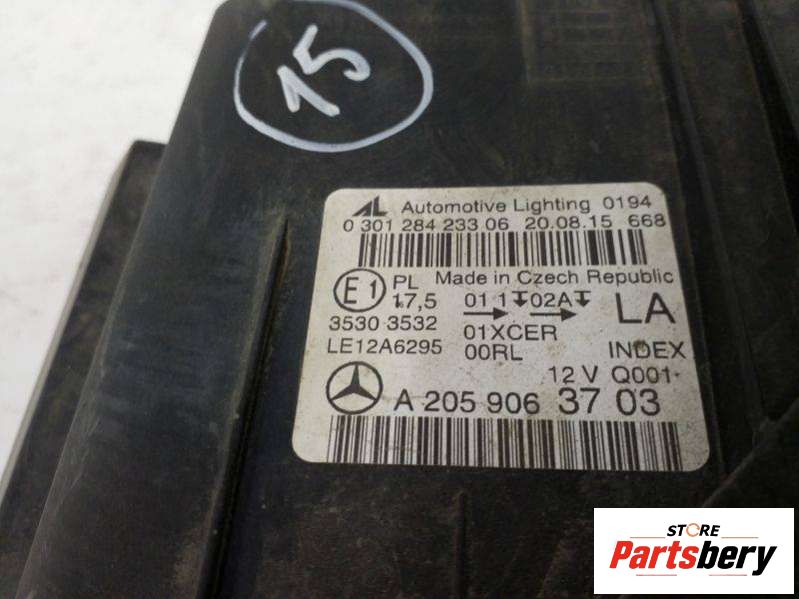 15
AL Automotive Lighting 0194
0 301 284 233 06 20.08.15 668
E1 PL Made in Czech Republic
17,5 01 1 02A LA
3530 3532 01XCER
LE12A6295 00RL INDEX
12 V Q001
A 205 906 3703
STORE
Partsbery